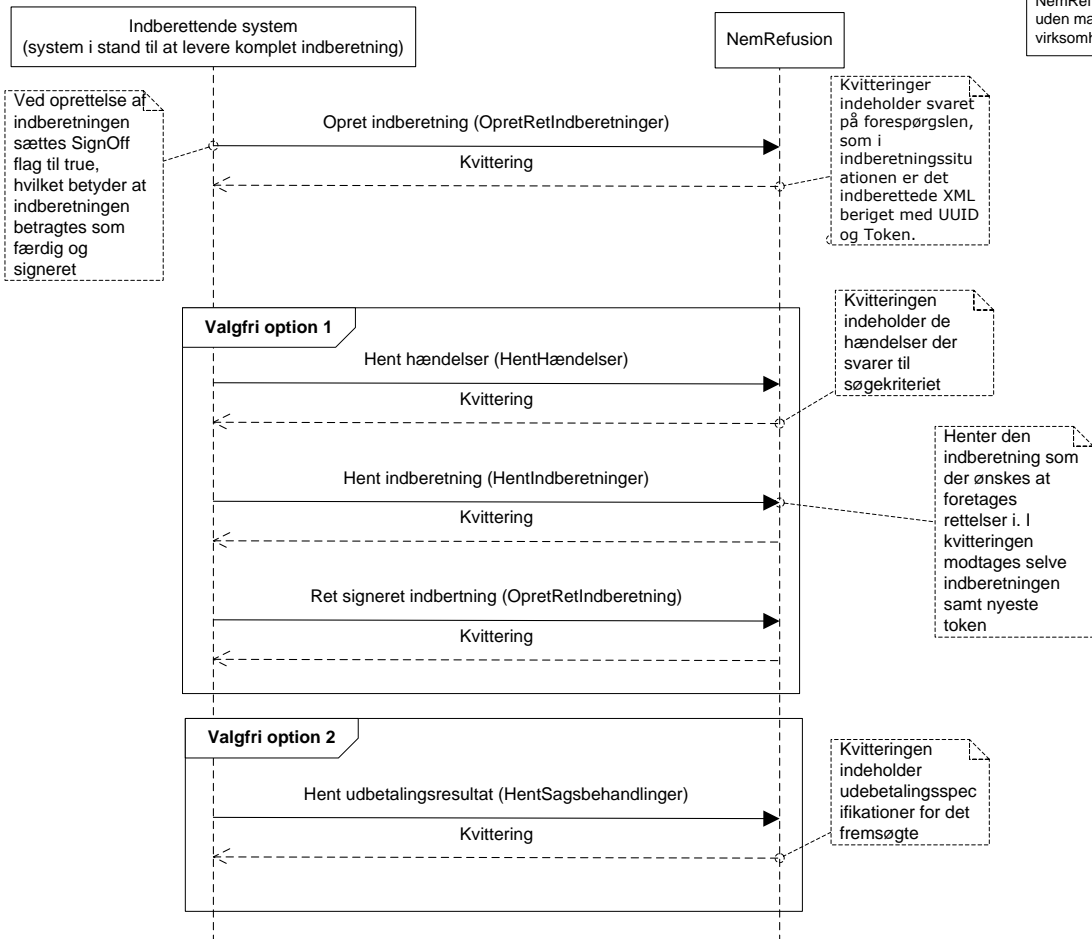 Indberettende system
(system i stand til at levere komplet indberetning)
NemRefusion
uden
Ved oprettelse af
indberetningen
sættes SignOff
flag til true,
hvilket betyder at
indberetningen
betragtes som
færdig og
signeret
Opret indberetning (OpretRetIndberetninger)
Kvittering
Kvitteringer
indeholder svaret
på forespørgslen,
som i
indberetningssitu
ationen er det
indberettede XML
beriget med UUID
og Token.
Valgfri option 1
Hent hændelser (HentHændelser)
Kvittering
Kvitteringen
indeholder de
hændelser der
svarer til
søgekriteriet
Hent indberetning (HentIndberetninger)
Kvittering
Henter den
indberetning som
der ønskes at
foretages
rettelser i. I
kvitteringen
modtages selve
indberetningen
samt nyeste
token
Ret signeret indbertning (OpretRetIndberetning)
Kvittering
Valgfri option 2
Hent udbetalingsresultat (HentSagsbehandlinger)
Kvittering
Kvitteringen
indeholder
udebetalingsspec
ifikationer for det
fremsøgte